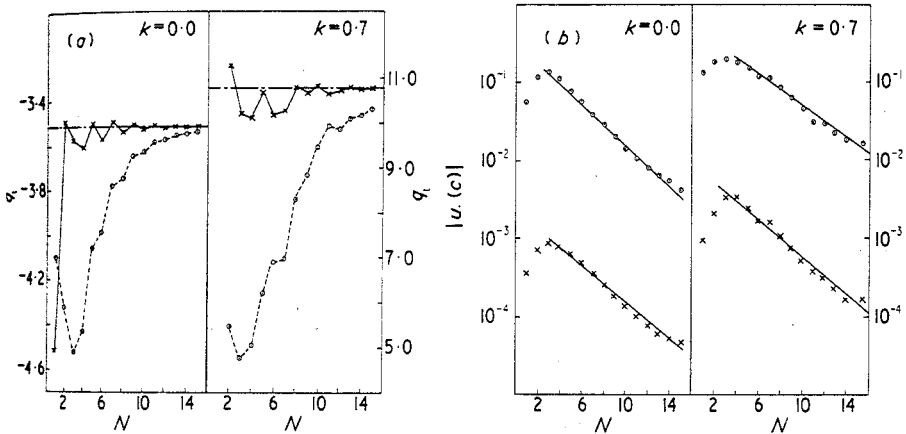 (a) k=0·0 k=0·7
(b) k=0·0 k=0·7
-3·4
-3·8
-4·2
-4·6
11·0
9·0
7·0
5·0
q₁
|u·(c)|
10⁻¹
10⁻²
10⁻³
10⁻⁴
10⁻¹
10⁻²
10⁻³
10⁻⁴
2 6 10 14 2 6 10 14
N N
2 6 10 14 2 6 10 14
N N